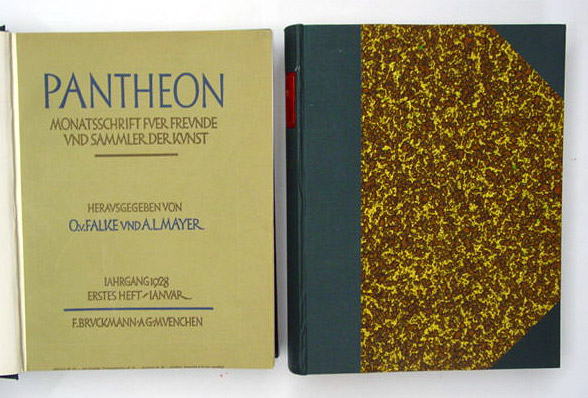 PANTHEON
MONATSSCHRIFT FVER FREVNDE
VND SAMMLER DER KVNST
HERAVSGEGEBEN VON
O.v.FALKE VND A.L.MAYER
IAHRGANG 1928
ERSTES HEFT-IANVAR
F.BRVCKMANN·A·G·MVENCHEN